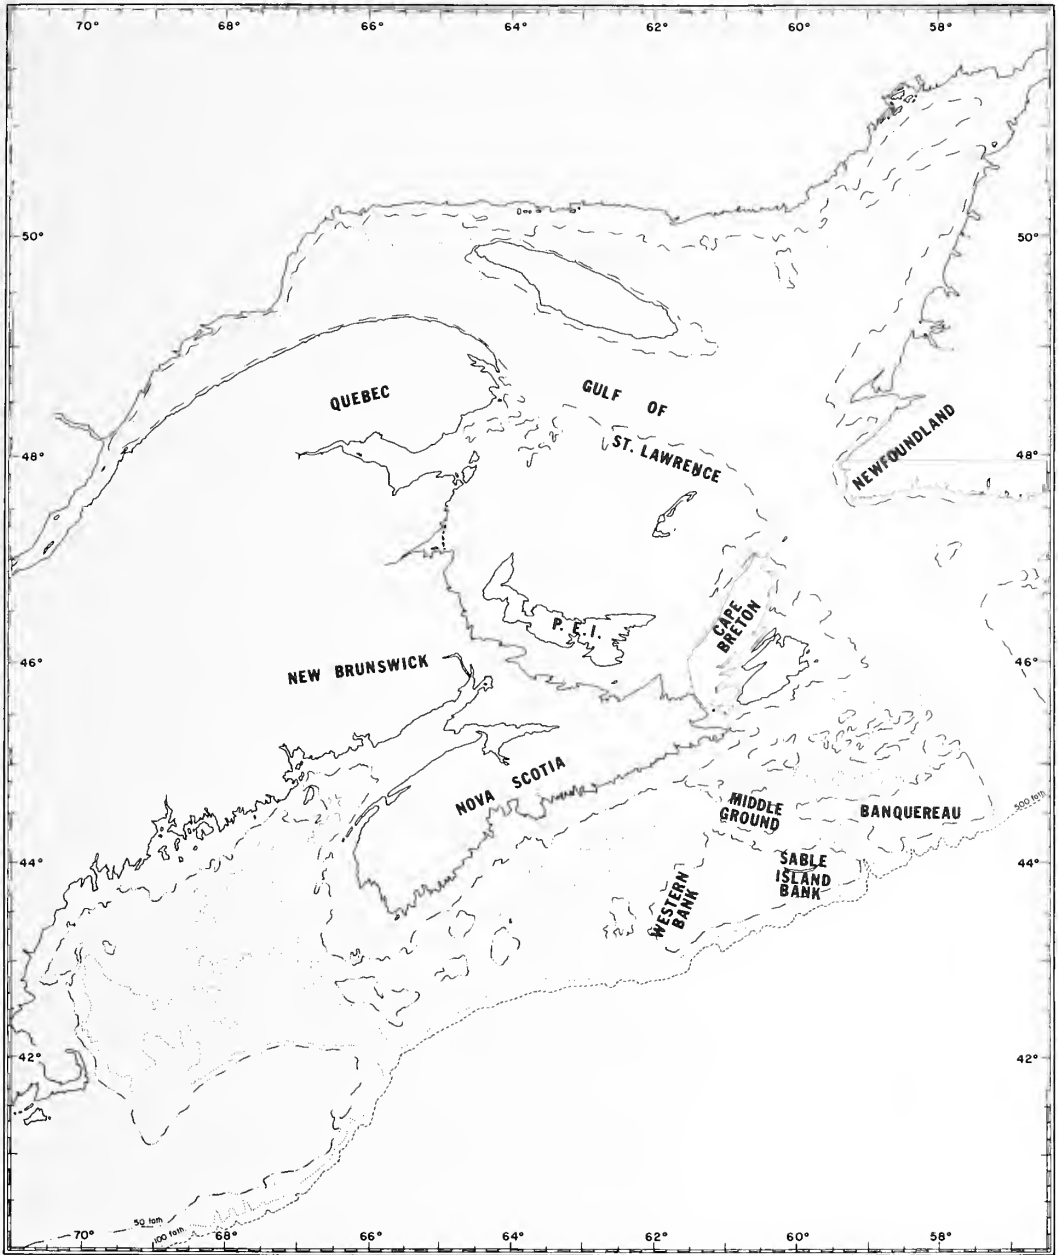 70° 68° 66° 64° 62° 60° 58°
50° 50°
QUEBEC
GULF OF
ST. LAWRENCE
NEWFOUNDLAND
48° 48°
P. E. I.
CAPE
BRETON
NEW BRUNSWICK
46° 46°
NOVA SCOTIA
MIDDLE
GROUND
BANQUEREAU
500 fath.
44° 44°
SABLE
ISLAND
BANK
WESTERN
BANK
42° 42°
50 fath.
100 fath.
70° 68° 66° 64° 62° 60° 58°